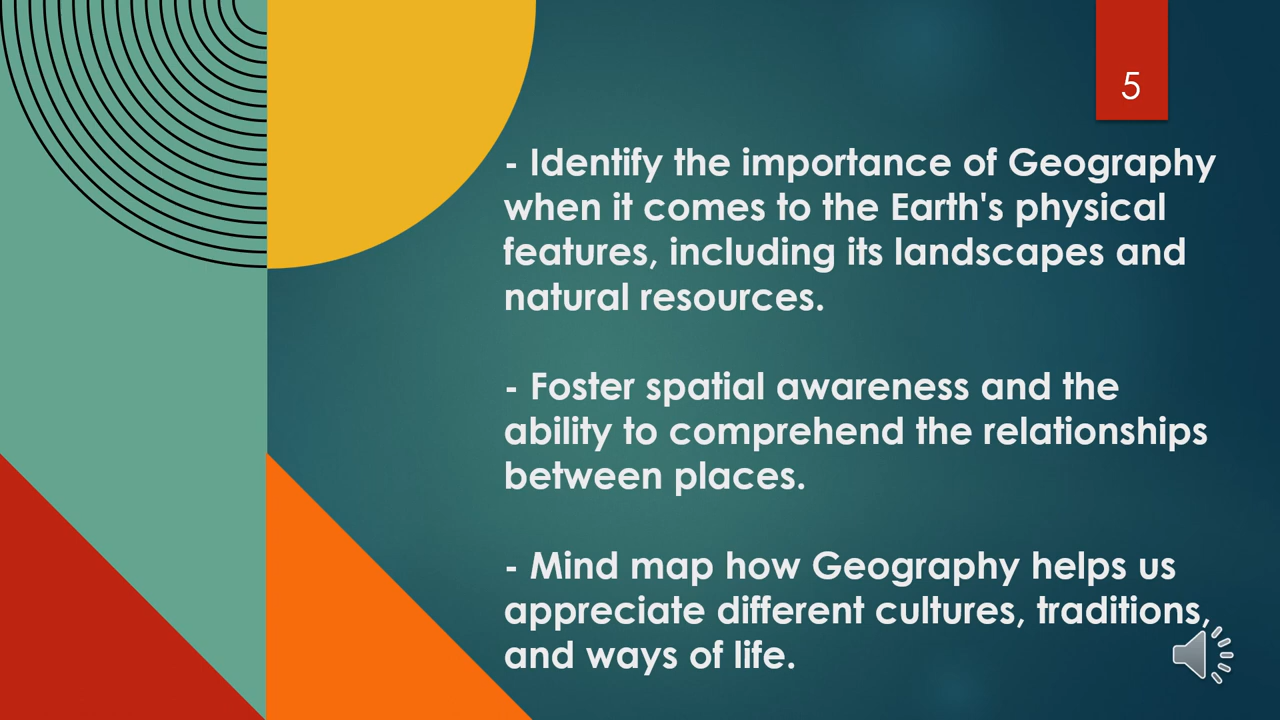 5
- Identify the importance of Geography
when it comes to the Earth's physical
features, including its landscapes and
natural resources.
- Foster spatial awareness and the
ability to comprehend the relationships
between places.
- Mind map how Geography helps us
appreciate different cultures, traditions,
and ways of life.